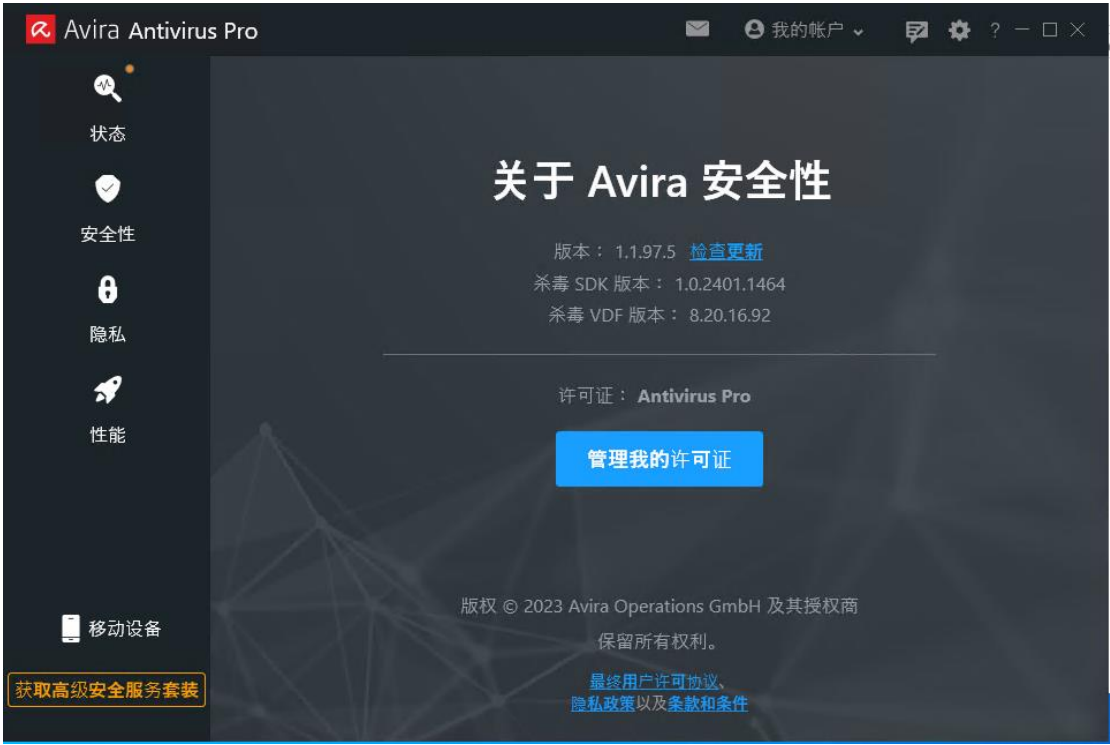 Avira Antivirus Pro
我的帐户
?
状态
安全性
隐私
性能
移动设备
获取高级安全服务套装
关于 Avira 安全性
版本： 1.1.97.5 检查更新
杀毒 SDK 版本： 1.0.2401.1464
杀毒 VDF 版本： 8.20.16.92
许可证： Antivirus Pro
管理我的许可证
版权 © 2023 Avira Operations GmbH 及其授权商
保留所有权利。
最终用户许可协议、
隐私政策以及条款和条件